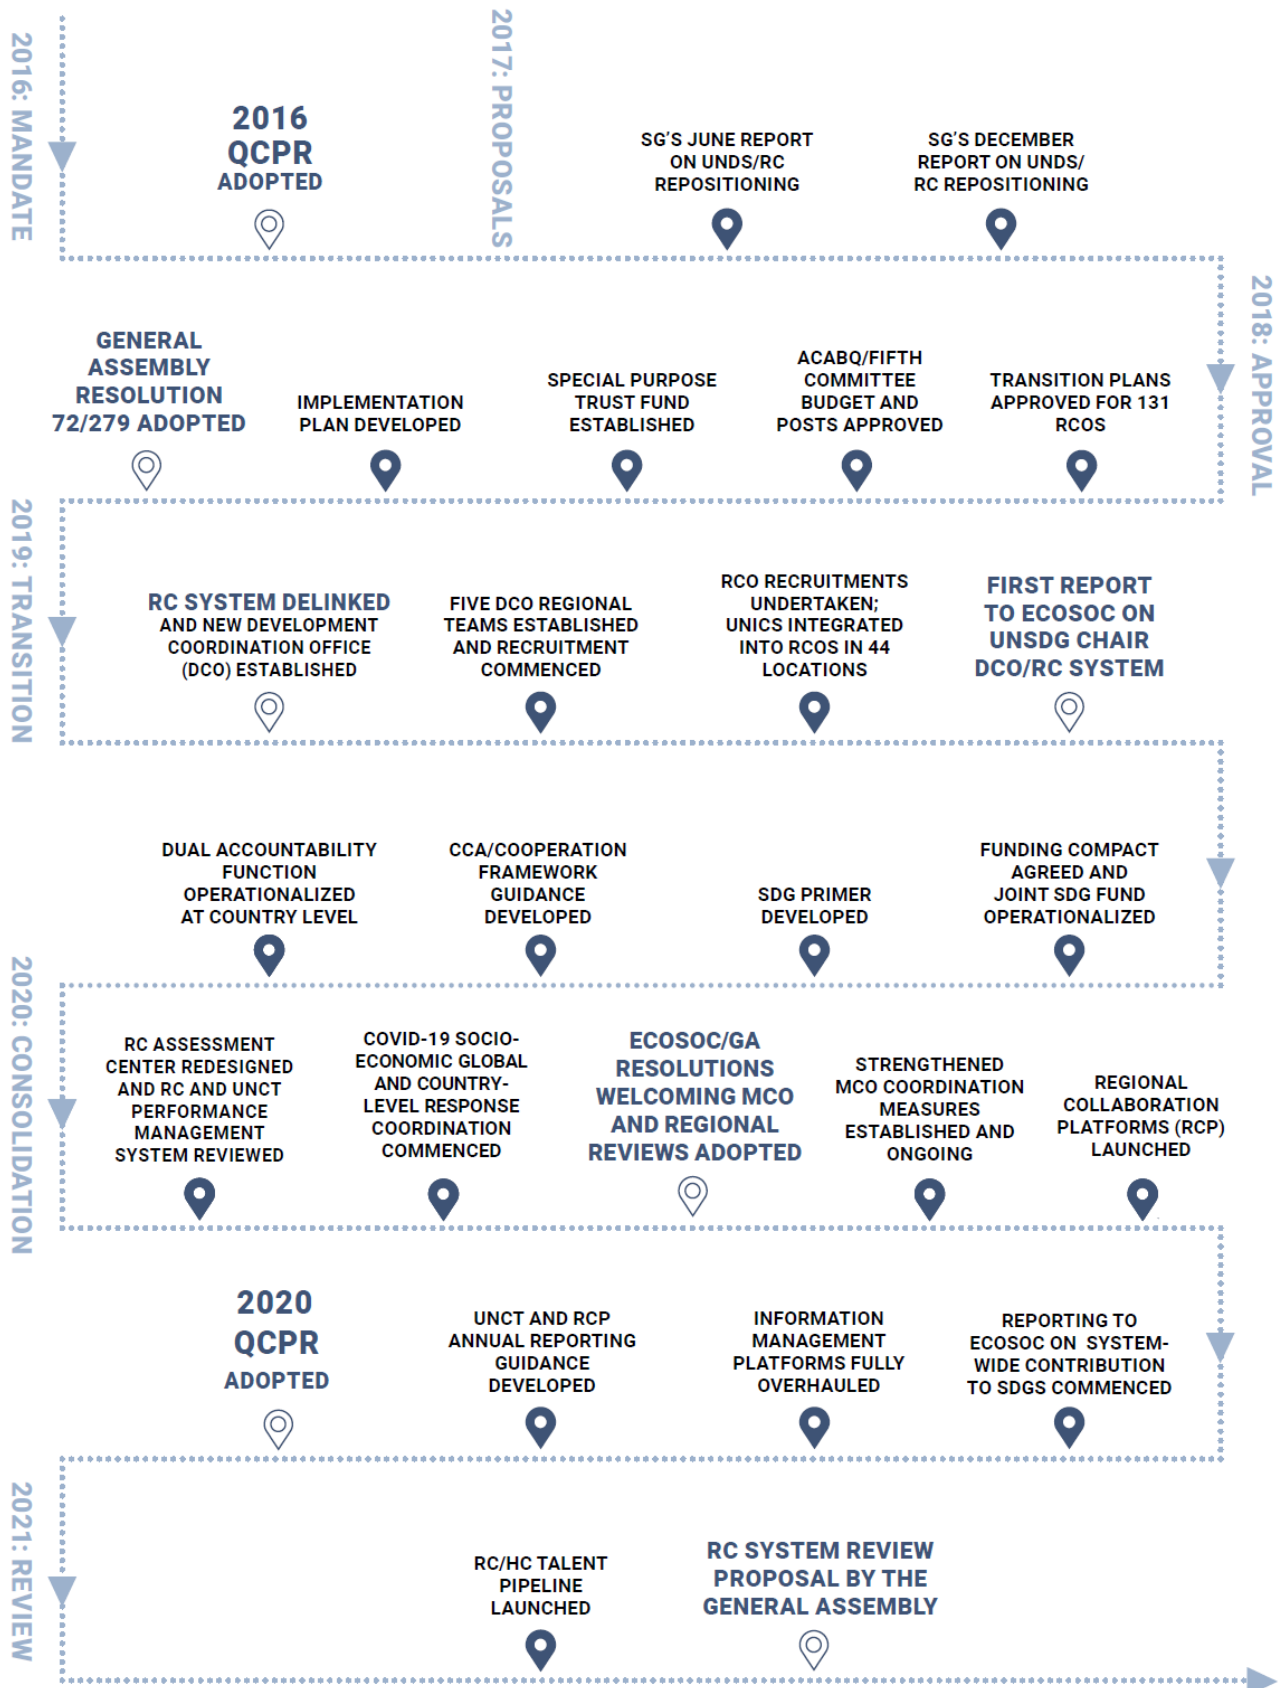 2016: MANDATE
2016
QCPR
ADOPTED
2017: PROPOSALS
SG'S JUNE REPORT
ON UNDS/RC
REPOSITIONING
SG'S DECEMBER
REPORT ON UNDS/
RC REPOSITIONING
2018: APPROVAL
GENERAL
ASSEMBLY
RESOLUTION
72/279 ADOPTED
IMPLEMENTATION
PLAN DEVELOPED
SPECIAL PURPOSE
TRUST FUND
ESTABLISHED
ACABQ/FIFTH
COMMITTEE
BUDGET AND
POSTS APPROVED
TRANSITION PLANS
APPROVED FOR 131
RCOS
2019: TRANSITION
RC SYSTEM DELINKED
AND NEW DEVELOPMENT
COORDINATION OFFICE
(DCO) ESTABLISHED
FIVE DCO REGIONAL
TEAMS ESTABLISHED
AND RECRUITMENT
COMMENCED
RCO RECRUITMENTS
UNDERTAKEN;
UNICS INTEGRATED
INTO RCOS IN 44
LOCATIONS
FIRST REPORT
TO ECOSOC ON
UNSDG CHAIR
DCO/RC SYSTEM
DUAL ACCOUNTABILITY
FUNCTION
OPERATIONALIZED
AT COUNTRY LEVEL
CCA/COOPERATION
FRAMEWORK
GUIDANCE
DEVELOPED
SDG PRIMER
DEVELOPED
FUNDING COMPACT
AGREED AND
JOINT SDG FUND
OPERATIONALIZED
2020: CONSOLIDATION
RC ASSESSMENT
CENTER REDESIGNED
AND RC AND UNCT
PERFORMANCE
MANAGEMENT
SYSTEM REVIEWED
COVID-19 SOCIO-
ECONOMIC GLOBAL
AND COUNTRY-
LEVEL RESPONSE
COORDINATION
COMMENCED
ECOSOC/GA
RESOLUTIONS
WELCOMING MCO
AND REGIONAL
REVIEWS ADOPTED
STRENGTHENED
MCO COORDINATION
MEASURES
ESTABLISHED AND
ONGOING
REGIONAL
COLLABORATION
PLATFORMS (RCP)
LAUNCHED
2020
QCPR
ADOPTED
UNCT AND RCP
ANNUAL REPORTING
GUIDANCE
DEVELOPED
INFORMATION
MANAGEMENT
PLATFORMS FULLY
OVERHAULED
REPORTING TO
ECOSOC ON SYSTEM-
WIDE CONTRIBUTION
TO SDGS COMMENCED
2021: REVIEW
RC/HC TALENT
PIPELINE
LAUNCHED
RC SYSTEM REVIEW
PROPOSAL BY THE
GENERAL ASSEMBLY